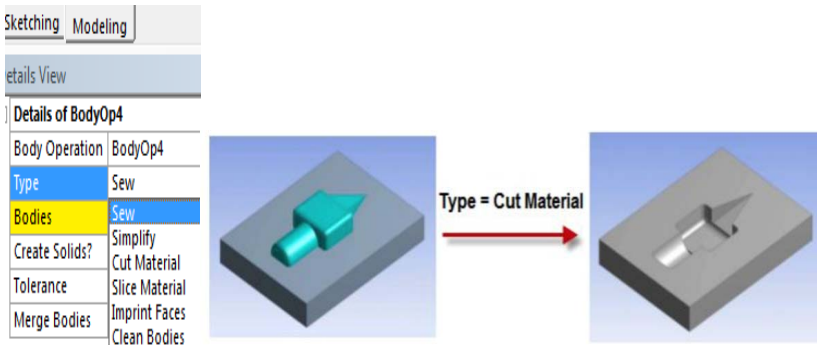 Sketching Modeling
etails View
Details of BodyOp4
Body Operation BodyOp4
Type Sew
Bodies Sew
Simplify
Create Solids? Cut Material
Tolerance Slice Material
Imprint Faces
Merge Bodies Clean Bodies
Type = Cut Material